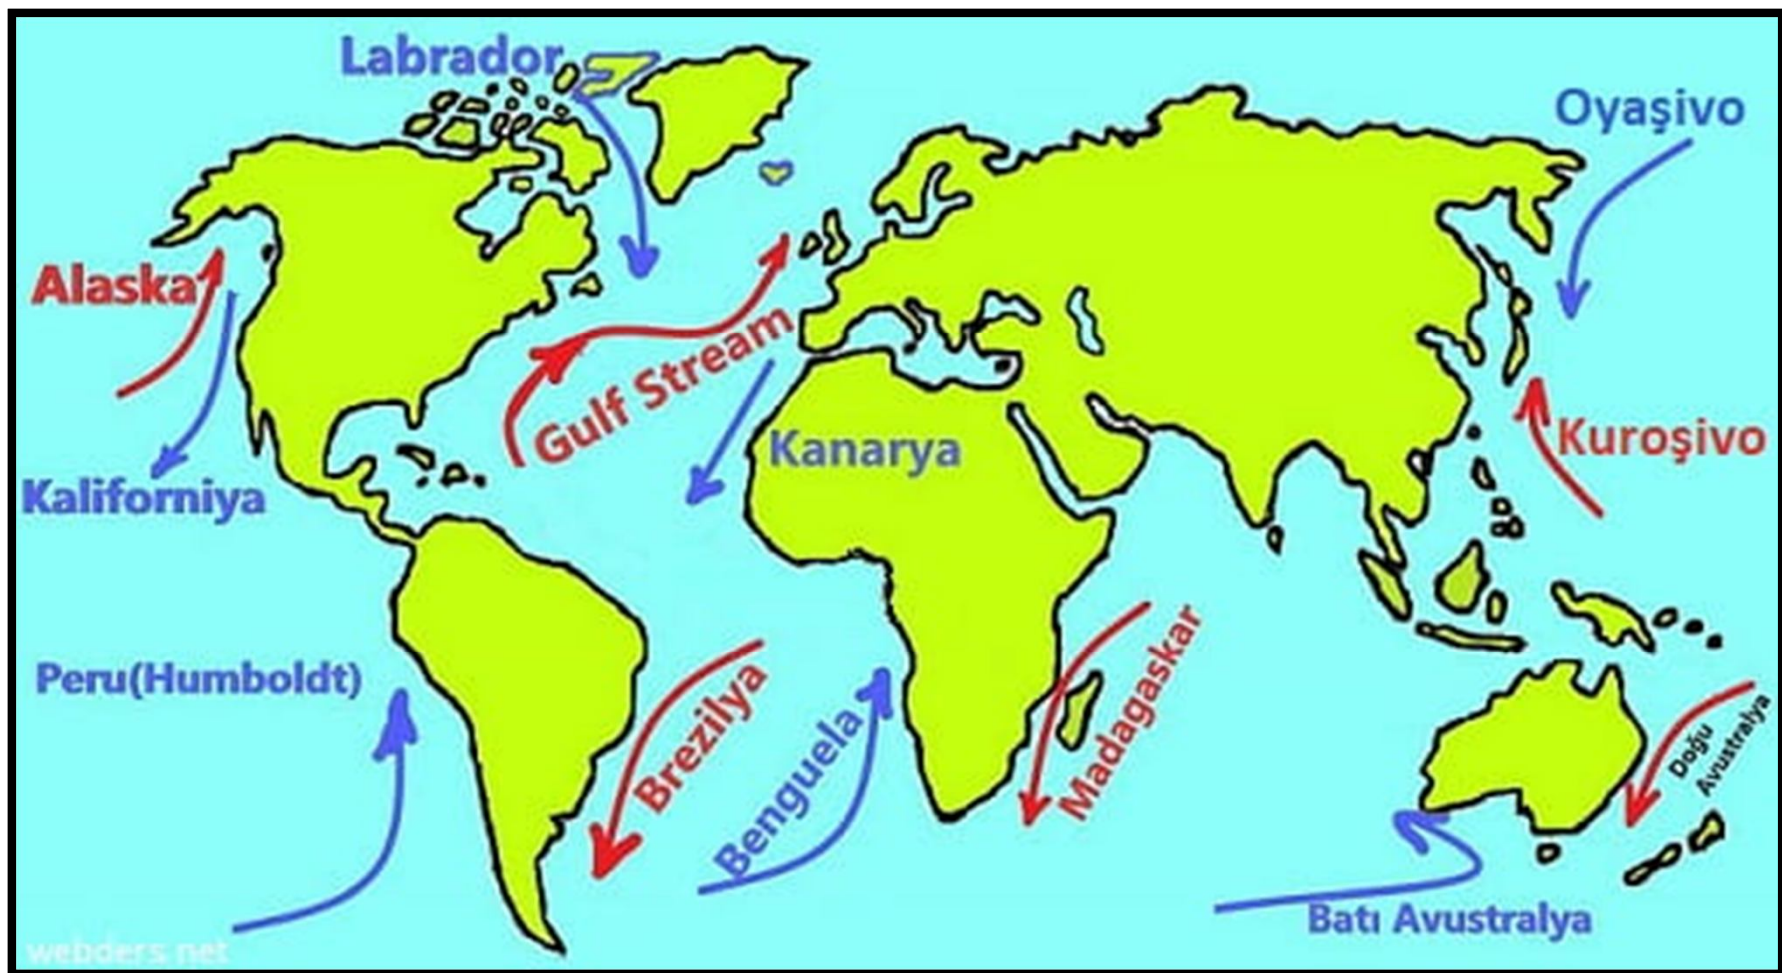 Labrador
Oyaşivo
Alaska
Gulf Stream
Kanarya
Kuroşivo
Kaliforniya
Peru(Humboldt)
Brezilya
Benguela
Madagaskar
Doğu
Avustralya
Batı Avustralya
webders.net